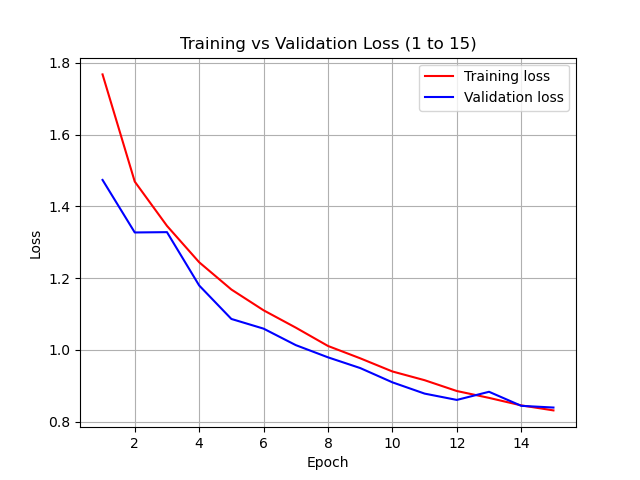 Training vs Validation Loss (1 to 15)
Training loss
Validation loss
Loss
1.8
1.6
1.4
1.2
1.0
0.8
2 4 6 8 10 12 14
Epoch